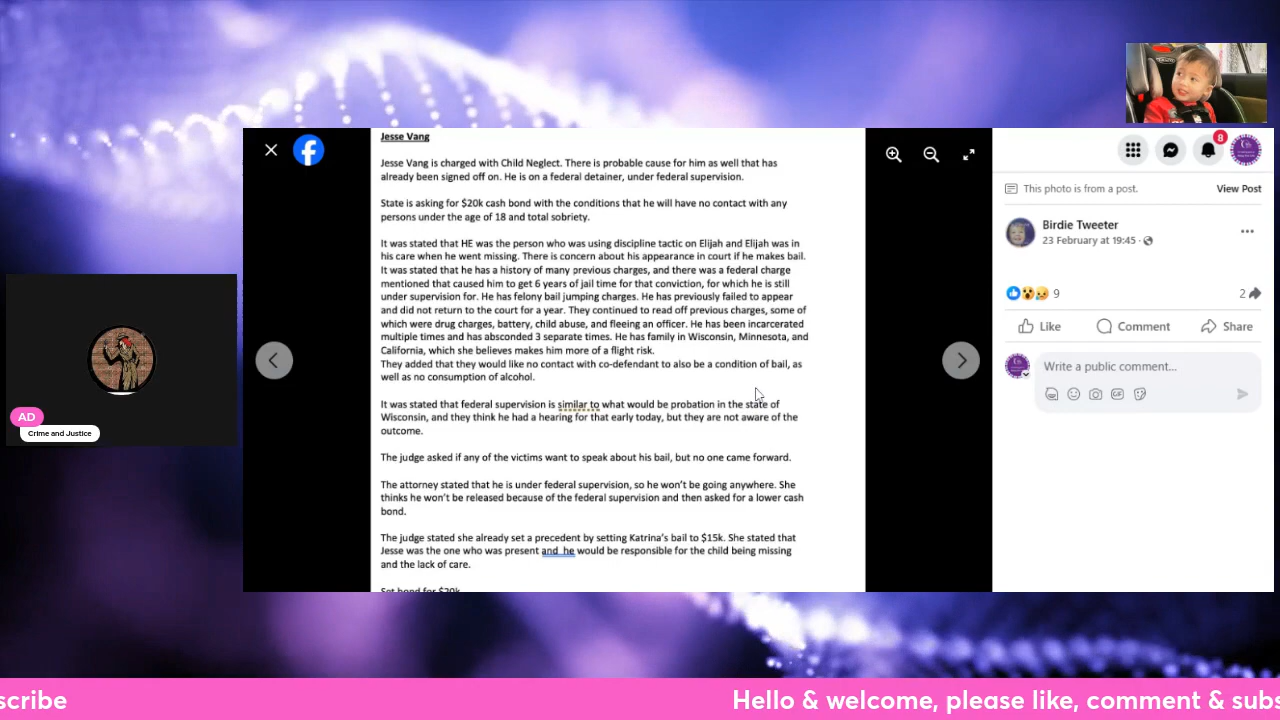 Jesse Vang
Jesse Vang is charged with Child Neglect. There is probable cause for him as well that has
already been signed off on. He is on a federal detainer, under federal supervision.
State is asking for $20k cash bond with the conditions that he will have no contact with any
persons under the age of 18 and total sobriety.
It was stated that HE was the person who was using discipline tactic on Elijah and Elijah was in
his care when he went missing. There is concern about his appearance in court if he makes bail.
It was stated that he has a history of many previous charges, and there was a federal charge
mentioned that caused him to get 6 years of jail time for that conviction, for which he is still
under supervision for. He has felony bail jumping charges. He has previously failed to appear
and did not return to the court for a year. They continued to read off previous charges, some of
which were drug charges, battery, child abuse, and fleeing an officer. He has been incarcerated
multiple times and has absconded 3 separate times. He has family in Wisconsin, Minnesota, and
California, which she believes makes him more of a flight risk.
They added that they would like no contact with co-defendant to also be a condition of bail, as
well as no consumption of alcohol.
It was stated that federal supervision is similar to what would be probation in the state of
Wisconsin, and they think he had a hearing for that early today, but they are not aware of the
outcome.
The judge asked if any of the victims want to speak about his bail, but no one came forward.
The attorney stated that he is under federal supervision, so he won't be going anywhere. She
thinks he won't be released because of the federal supervision and then asked for a lower cash
bond.
The judge stated she already set a precedent by setting Katrina's bail to $15k. She stated that
Jesse was the one who was present and  he would be responsible for the child being missing
and the lack of care.
Set bond for $20k
8
This photo is from a post.
View Post
Birdie Tweeter
23 February at 19:45 ·
9
2
Like
Comment
Share
Write a public comment...
GIF
AD
Crime and Justice
scribe
Hello & welcome, please like, comment & subs